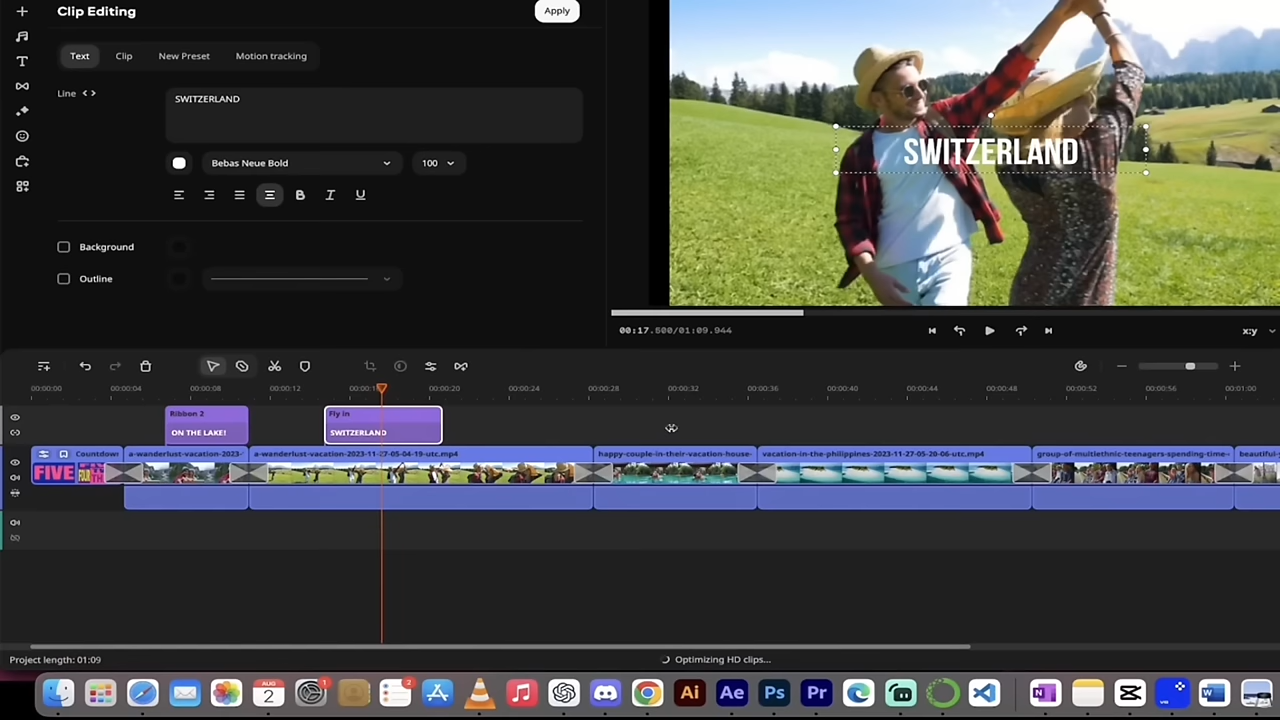 Clip Editing
Apply
Text Clip New Preset Motion tracking
Line
SWITZERLAND
Bebas Neue Bold 100
B I U
Background
Outline
SWITZERLAND
00:17.500/01:09.944
x:y
00:00:00 00:00:04 00:00:08 00:00:12 00:00:20 00:00:24 00:00:28 00:00:32 00:00:36 00:00:40 00:00:44 00:00:48 00:00:52 00:00:56 00:01:00
Ribbon 2 Fly in
ON THE LAKE! SWITZERLAND
Countdown a-wanderlust-vacation-2023- a-wanderlust-vacation-2023-11-27-05-04-19-utc.mp4 happy-couple-in-their-vacation-house- vacation-in-the-philippines-2023-11-27-05-20-06-utc.mp4 group-of-multiethnic-teenagers-spending-time- beautiful-
FIVE
Project length: 01:09
Optimizing HD clips...
AUG
2
1
2
Ai Ae Ps Pr
N
W